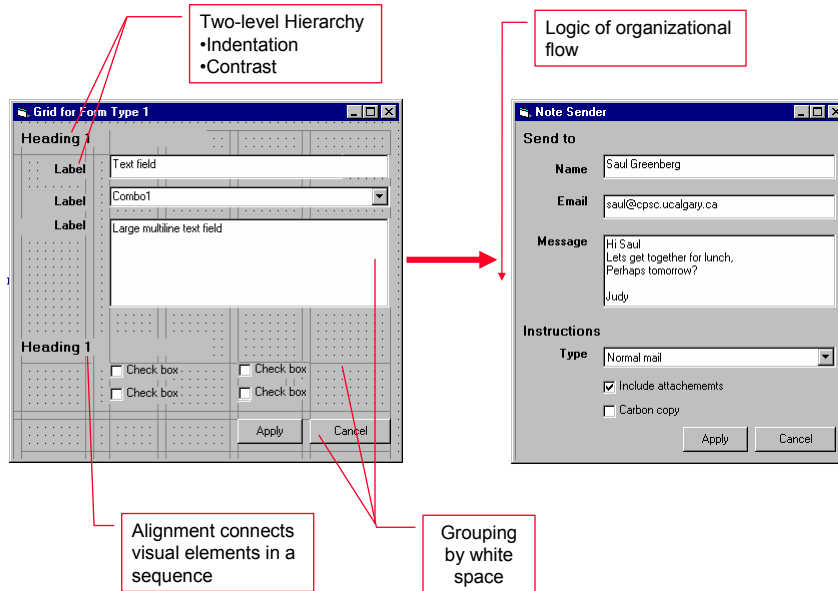 Two-level Hierarchy
•Indentation
•Contrast
Logic of organizational
flow
Grid for Form Type 1
Heading 1
Label
Text field
Label
Combo1
Label
Large multiline text field
Heading 1
Check box
Check box
Check box
Check box
Apply
Cancel
Note Sender
Send to
Name
Saul Greenberg
Email
saul@cpsc.ucalgary.ca
Message
Hi Saul
Lets get together for lunch,
Perhaps tomorrow?
Judy
Instructions
Type
Normal mail
Include attachememts
Carbon copy
Apply
Cancel
Alignment connects
visual elements in a
sequence
Grouping
by white
space